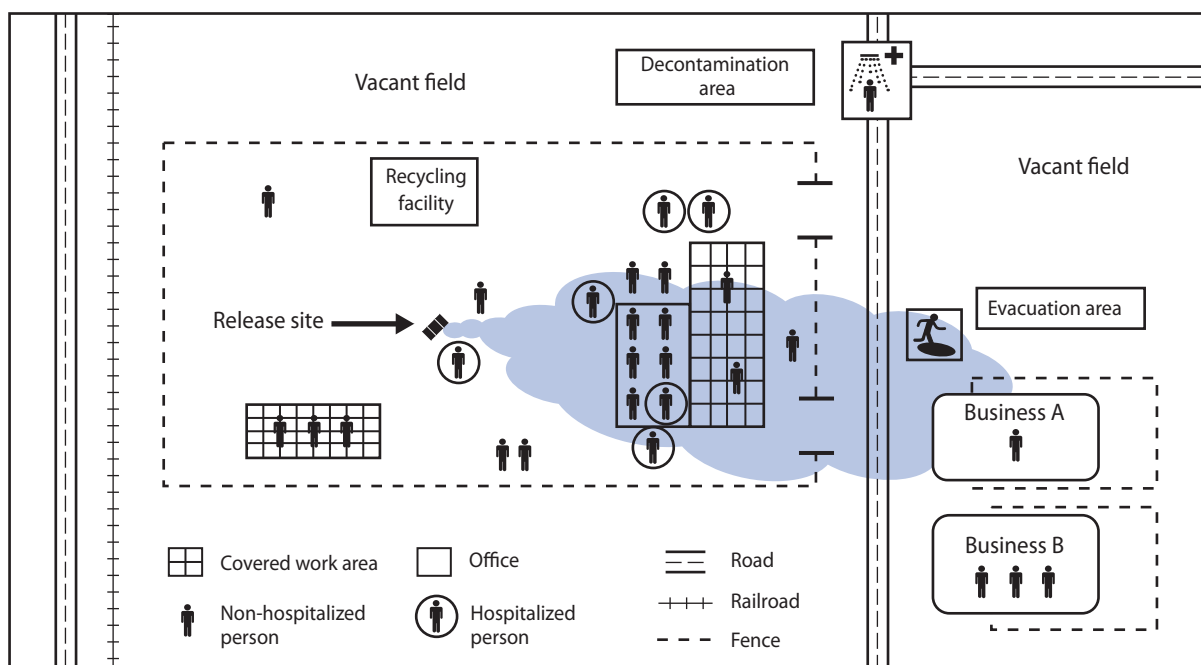 Decontamination
area
Vacant field
Vacant field
Recycling
facility
Release site
Evacuation area
Business A
Business B
Covered work area
Office
Road
Non-hospitalized
person
Hospitalized
person
Railroad
Fence